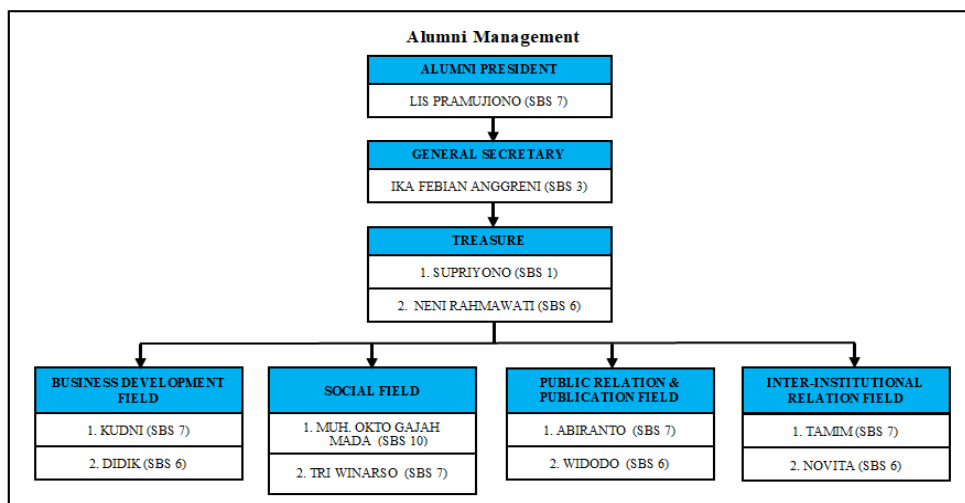 Alumni Management
ALUMNI PRESIDENT
LIS PRAMUJIONO (SBS 7)
GENERAL SECRETARY
IKA FEBIAN ANGGRENI (SBS 3)
TREASURE
1. SUPRIYONO (SBS 1)
2. NENI RAHMAWATI (SBS 6)
BUSINESS DEVELOPMENT
FIELD
1. KUDNI (SBS 7)
2. DIDIK (SBS 6)
SOCIAL FIELD
1. MUH. OKTO GAJAH
MADA (SBS 10)
2. TRI WINARSO (SBS 7)
PUBLIC RELATION &
PUBLICATION FIELD
1. ABIRANTO (SBS 7)
2. WIDODO (SBS 6)
INTER-INSTITUTIONAL
RELATION FIELD
1. TAMIM (SBS 7)
2. NOVITA (SBS 6)